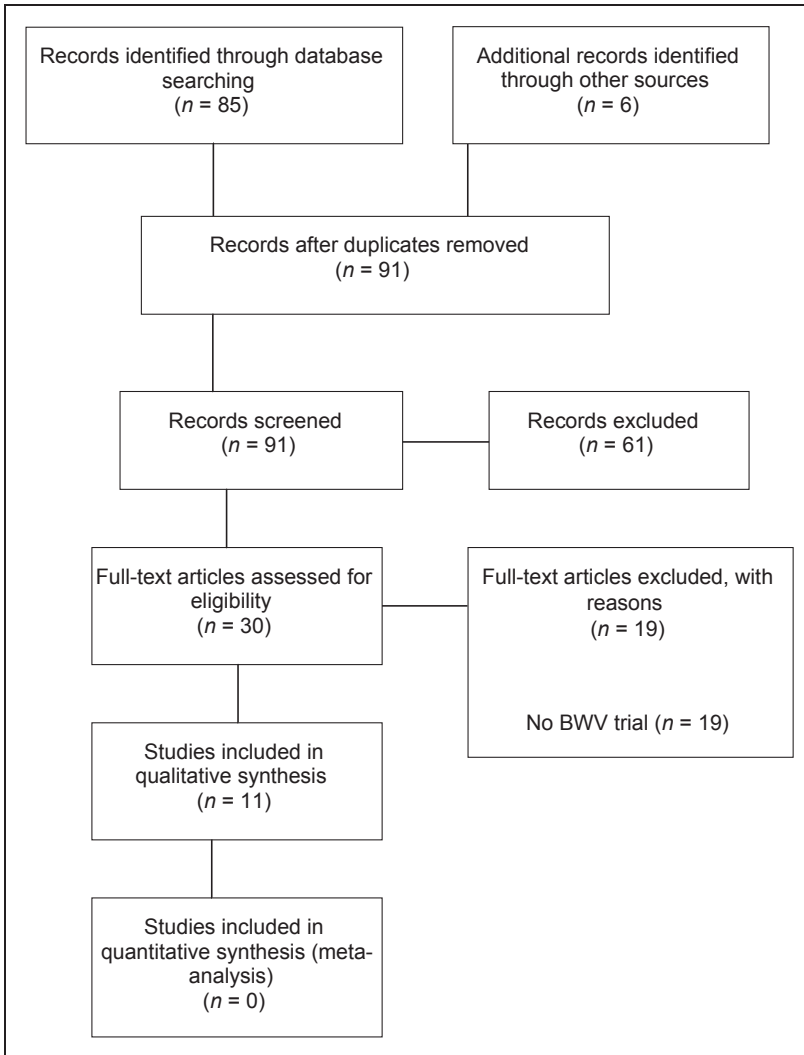 Records identified through database
searching
(n = 85)
Additional records identified
through other sources
(n = 6)
Records after duplicates removed
(n = 91)
Records screened
(n = 91)
Records excluded
(n = 61)
Full-text articles assessed for
eligibility
(n = 30)
Full-text articles excluded, with
reasons
(n = 19)
No BWV trial (n = 19)
Studies included in
qualitative synthesis
(n = 11)
Studies included in
quantitative synthesis (meta-
analysis)
(n = 0)